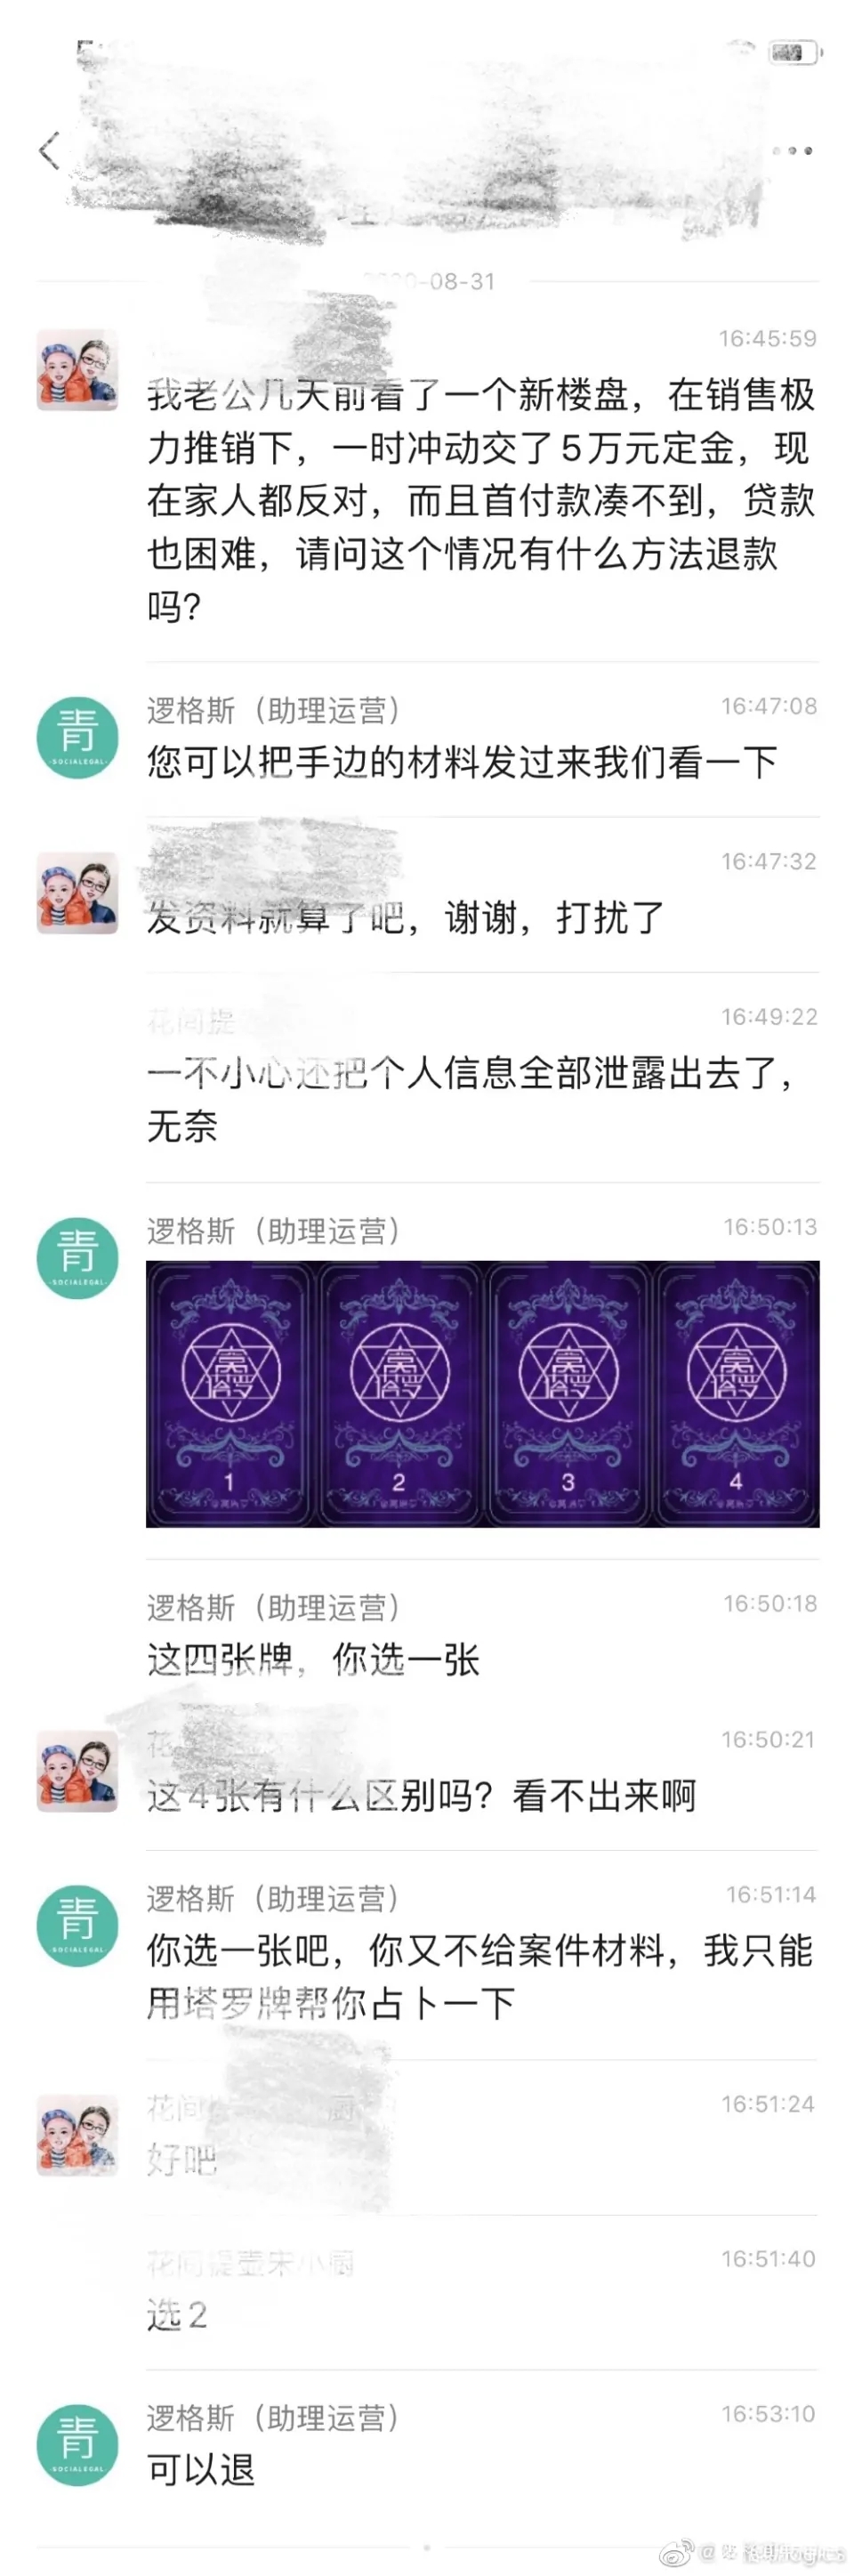 -08-31
16:45:59
我老公几天前看了一个新楼盘，在销售极
力推销下，一时冲动交了5万元定金，现
在家人都反对，而且首付款凑不到，贷款
也困难，请问这个情况有什么方法退款
吗？
青
·SOCIALEGAL·
逻格斯（助理运营）
16:47:08
您可以把手边的材料发过来我们看一下
16:47:32
发资料就算了吧，谢谢，打扰了
花间提
16:49:22
一不小心还把个人信息全部泄露出去了，
无奈
青
·SOCIALEGAL·
逻格斯（助理运营）
16:50:13
1
2
3
4
逻格斯（助理运营）
16:50:18
这四张牌，你选一张
花
16:50:21
这4张有什么区别吗？看不出来啊
青
·SOCIALEGAL·
逻格斯（助理运营）
16:51:14
你选一张吧，你又不给案件材料，我只能
用塔罗牌帮你占卜一下
花间
厨
16:51:24
好吧
花间提壶
小厨
16:51:40
选2
青
·SOCIALEGAL·
逻格斯（助理运营）
16:53:10
可以退